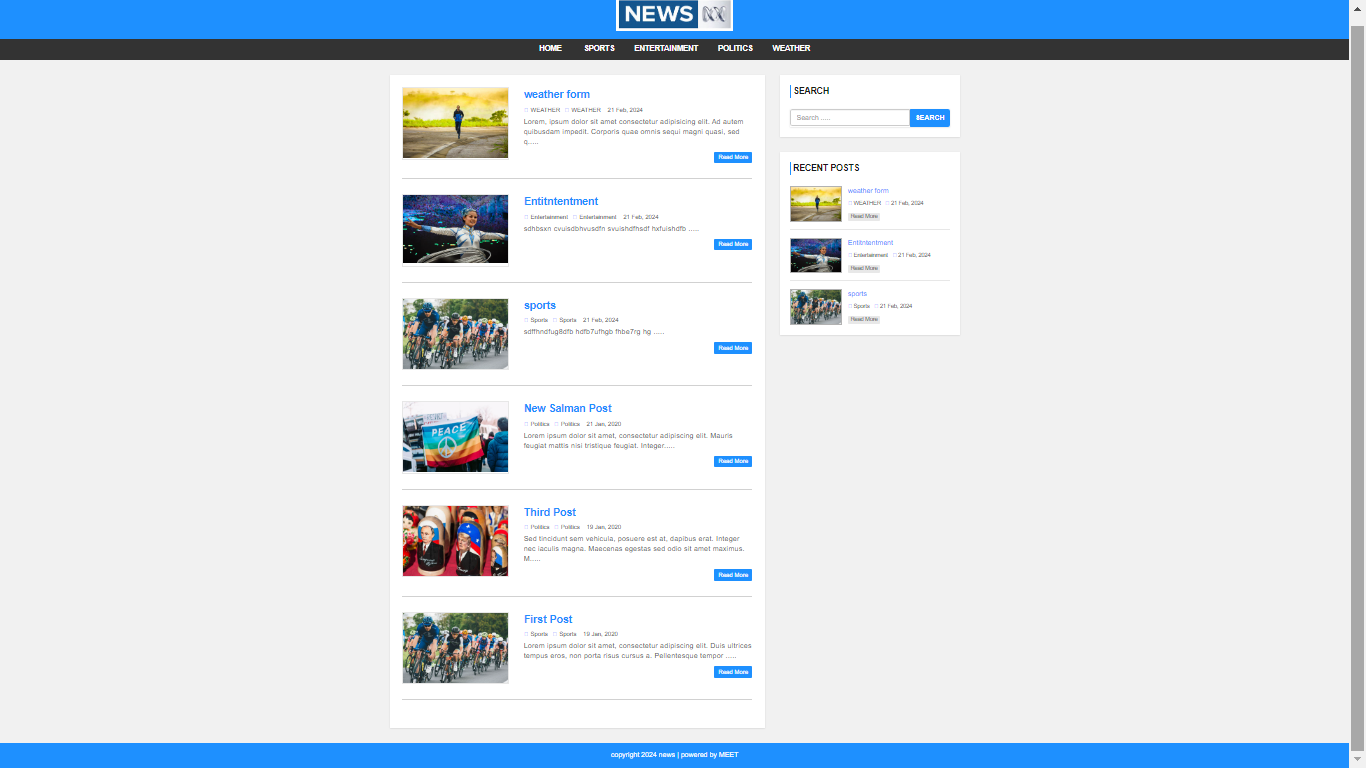 NEWS
HOME SPORTS ENTERTAINMENT POLITICS WEATHER
weather form
WEATHER WEATHER 21 Feb, 2024
Lorem, ipsum dolor sit amet consectetur adipisicing elit. Ad autem
quibusdam impedit. Corporis quae omnis sequi magni quasi, sed
q.....
Read More
Entitntentment
Entertainment Entertainment 21 Feb, 2024
sdhbsxn cvuisdbhvusdfn svuishdfhsdf hxfuishdfb .....
Read More
sports
Sports Sports 21 Feb, 2024
sdffhndfug8dfb hdfb7ufhgb fhbe7rg hg .....
Read More
New Salman Post
Politics Politics 21 Jan, 2020
Lorem ipsum dolor sit amet, consectetur adipiscing elit. Mauris
feugiat mattis nisi tristique feugiat. Integer.....
Read More
PEACE
Third Post
Politics Politics 19 Jan, 2020
Sed tincidunt sem vehicula, posuere est at, dapibus erat. Integer
nec iaculis magna. Maecenas egestas sed odio sit amet maximus.
M.....
Read More
First Post
Sports Sports 19 Jan, 2020
Lorem ipsum dolor sit amet, consectetur adipiscing elit. Duis ultrices
tempus eros, non porta risus cursus a. Pellentesque tempor .....
Read More
SEARCH
Search .....
SEARCH
RECENT POSTS
weather form
WEATHER 21 Feb, 2024
Read More
Entitntentment
Entertainment 21 Feb, 2024
Read More
sports
Sports 21 Feb, 2024
Read More
copyright 2024 news | powered by MEET